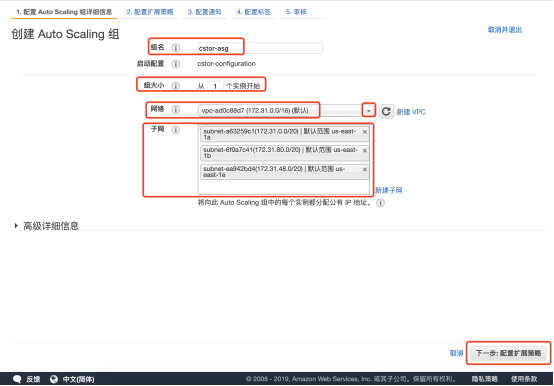 1. 配置 Auto Scaling 组详细信息 2. 配置扩展策略 3. 配置通知 4. 配置标签 5. 审核
创建 Auto Scaling 组 取消并退出
组名 cstor-asg
启动配置 cstor-configuration
组大小 从 1 个实例开始
网络 vpc-ad0c88d7 (172.31.0.0/16) (默认) 新建 VPC
子网 subnet-a63259c1(172.31.0.0/20) | 默认范围 us-east-
1a
subnet-6f0a7c41(172.31.80.0/20) | 默认范围 us-east-
1b
subnet-ea942bd4(172.31.48.0/20) | 默认范围 us-
east-1e
新建子网
将向此 Auto Scaling 组中的每个实例都分配公有 IP 地址。
高级详细信息
取消 下一步: 配置扩展策略
反馈 中文(简体) © 2008 - 2019, Amazon Web Services, Inc. 或其子公司。保留所有权利。 隐私策略 使用条款